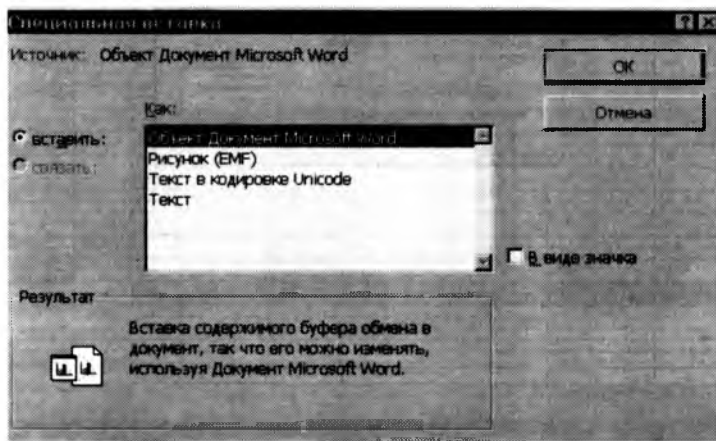 Специальная вставка
Источник: Объект Документ Microsoft Word
ОК
Отмена
Как:
вставить:
связать:
Объект Документ Microsoft Word
Рисунок (EMF)
Текст в кодировке Unicode
Текст
В виде значка
Результат
Вставка содержимого буфера обмена в
документ, так что его можно изменять,
используя Документ Microsoft Word.